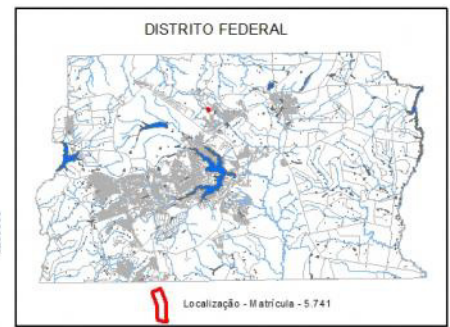 DISTRITO FEDERAL
Localização - Matrícula - 5.741